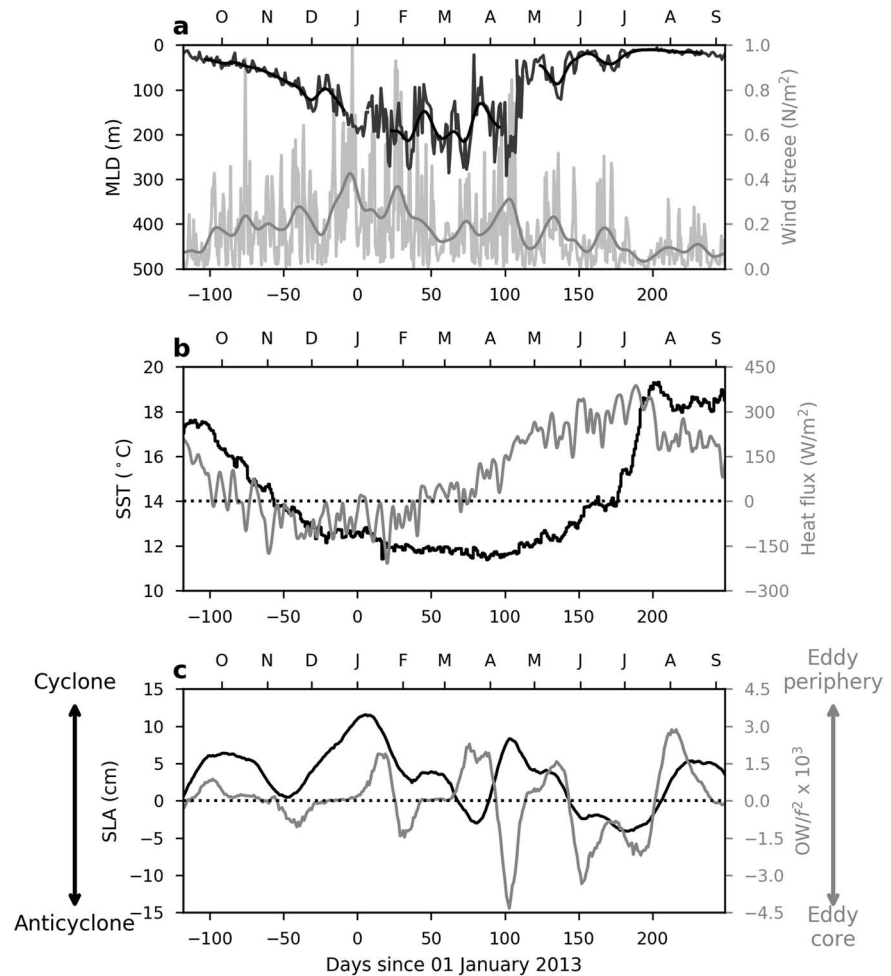 O N D J F M A M J J A S
a
0 100 200 300 400 500
MLD (m)
1.0 0.8 0.6 0.4 0.2 0.0
Wind streee (N/m²)
−100 −50 0 50 100 150 200
O N D J F M A M J J A S
b
20 18 16 14 12 10
SST (°C)
450 300 150 0 −150 −300
Heat flux (W/m²)
−100 −50 0 50 100 150 200
O N D J F M A M J J A S
c
Cyclone
Anticyclone
15 10 5 0 −5 −10 −15
SLA (cm)
4.5 3.0 1.5 0.0 −1.5 −3.0 −4.5
OW/f² x 10³
Eddy
periphery
Eddy
core
−100 −50 0 50 100 150 200
Days since 01 January 2013